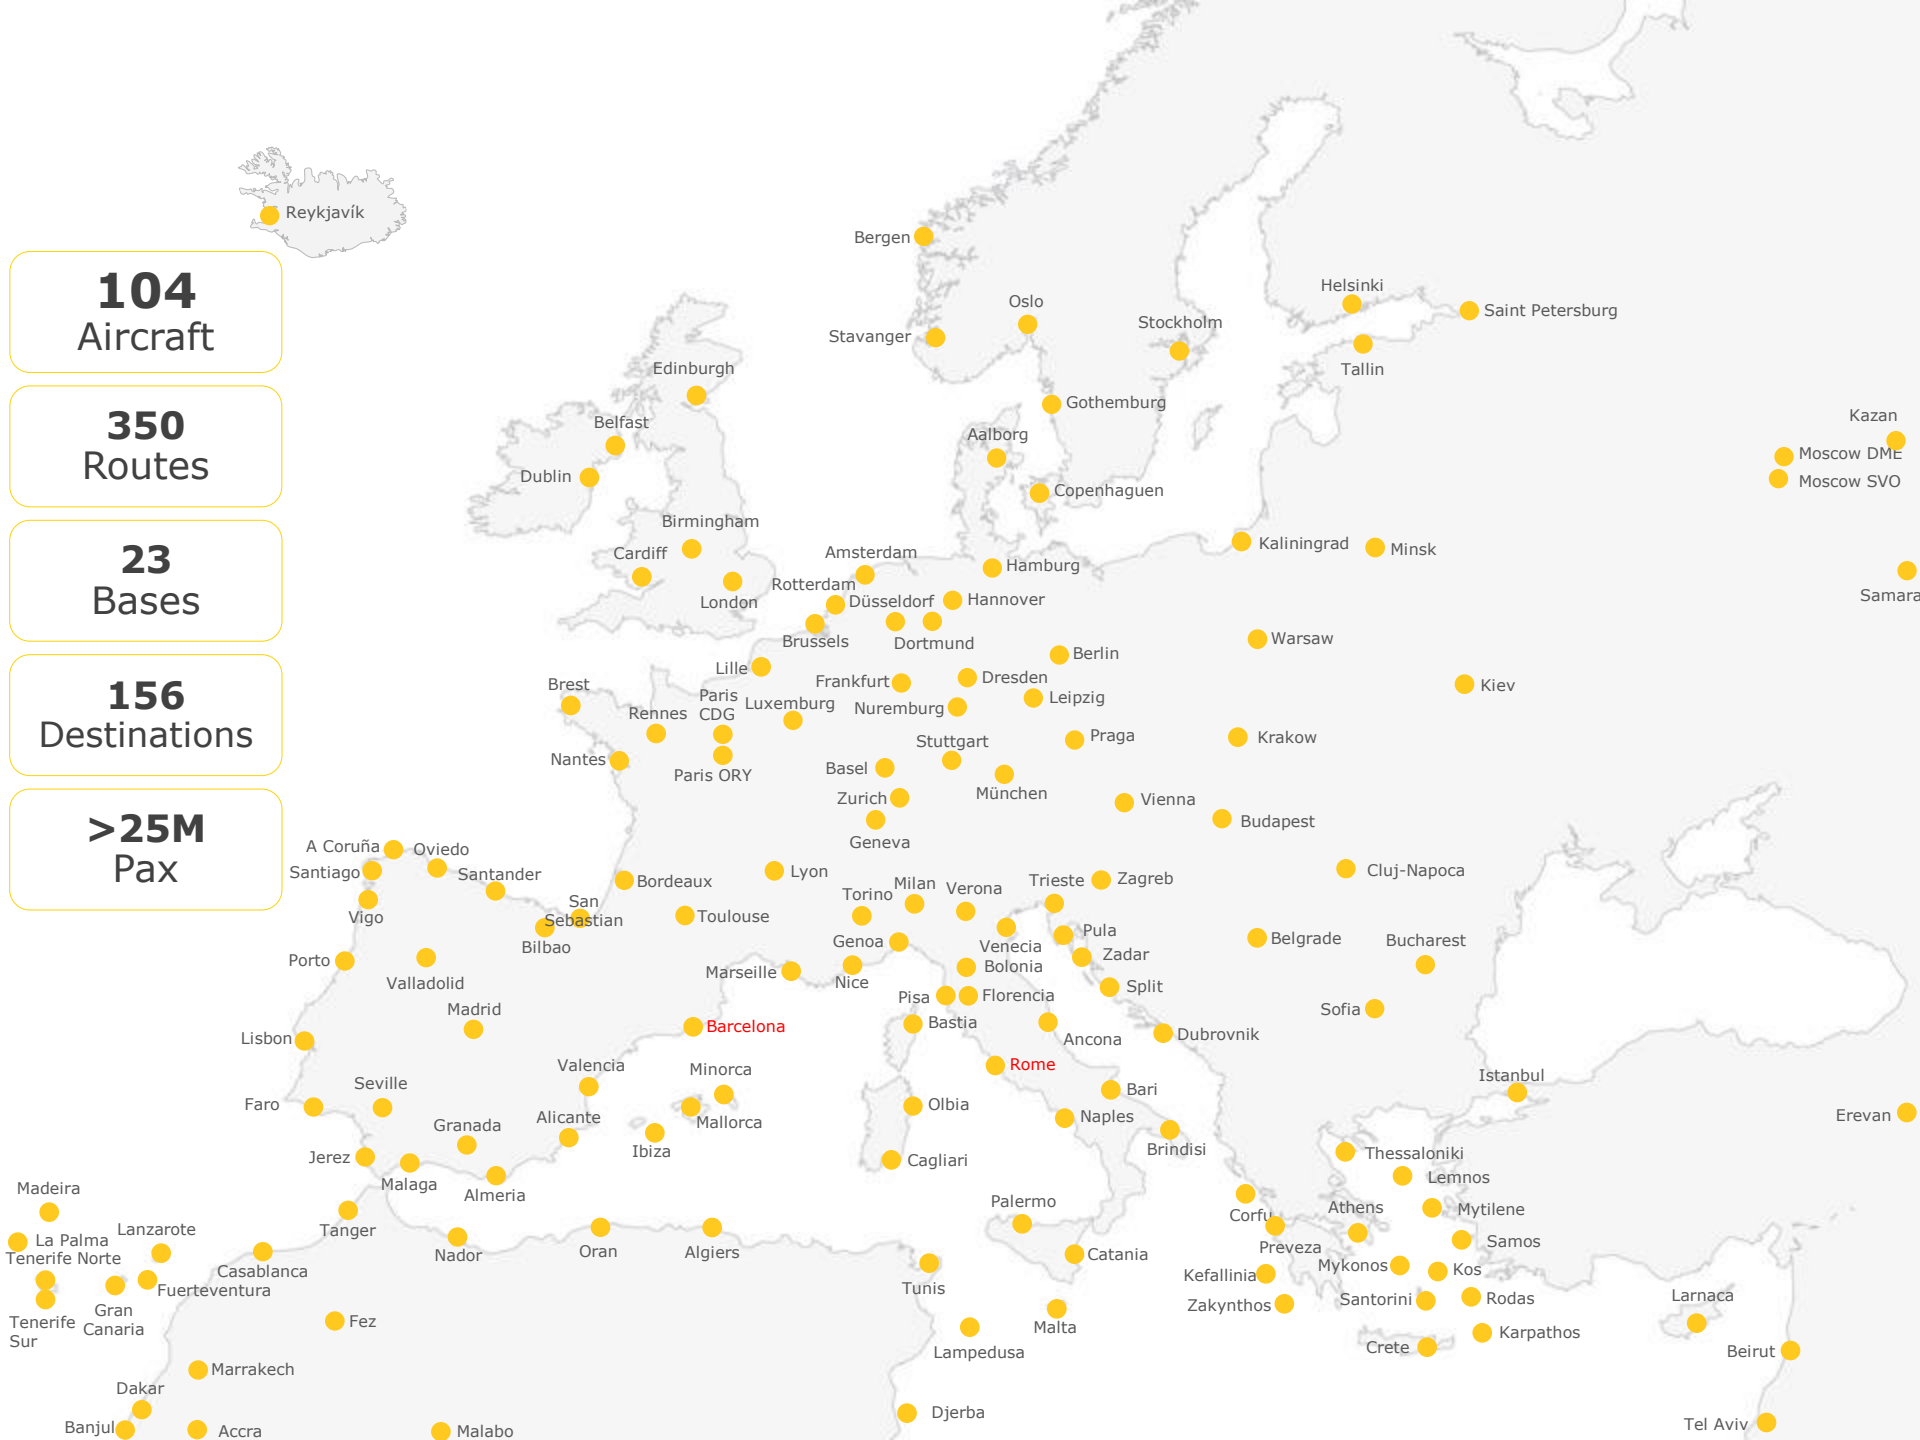 Reykjavík
104
Aircraft
350
Routes
23
Bases
156
Destinations
>25M
Pax
Bergen
Oslo
Stavanger
Stockholm
Helsinki
Saint Petersburg
Tallin
Edinburgh
Belfast
Dublin
Gothemburg
Aalborg
Copenhaguen
Kazan
Moscow DME
Moscow SVO
Birmingham
Cardiff
London
Amsterdam
Rotterdam
Hamburg
Kaliningrad
Minsk
Samara
Düsseldorf
Hannover
Brussels
Dortmund
Warsaw
Berlin
Lille
Frankfurt
Dresden
Kiev
Brest
Paris
CDG
Luxemburg
Nuremburg
Leipzig
Rennes
Nantes
Paris ORY
Stuttgart
Praga
Krakow
Basel
München
Zurich
Vienna
Geneva
Budapest
A Coruña
Oviedo
Santiago
Santander
Vigo
San
Sebastian
Bilbao
Bordeaux
Lyon
Toulouse
Torino
Milan
Verona
Trieste
Zagreb
Cluj-Napoca
Genoa
Venecia
Pula
Belgrade
Bucharest
Porto
Valladolid
Marseille
Nice
Bolonia
Zadar
Pisa
Florencia
Split
Sofia
Madrid
Lisbon
Barcelona
Bastia
Ancona
Dubrovnik
Valencia
Minorca
Rome
Istanbul
Seville
Faro
Alicante
Mallorca
Olbia
Bari
Naples
Erevan
Granada
Ibiza
Brindisi
Jerez
Malaga
Almeria
Cagliari
Thessaloniki
Lemnos
Madeira
Palermo
Corfu
Athens
Mytilene
La Palma
Lanzarote
Tanger
Nador
Oran
Algiers
Catania
Preveza
Samos
Tenerife Norte
Casablanca
Fuerteventura
Tunis
Kefallinia
Mykonos
Kos
Gran
Canaria
Zakynthos
Santorini
Rodas
Larnaca
Tenerife
Sur
Fez
Malta
Karpathos
Lampedusa
Crete
Beirut
Marrakech
Dakar
Banjul
Accra
Malabo
Djerba
Tel Aviv